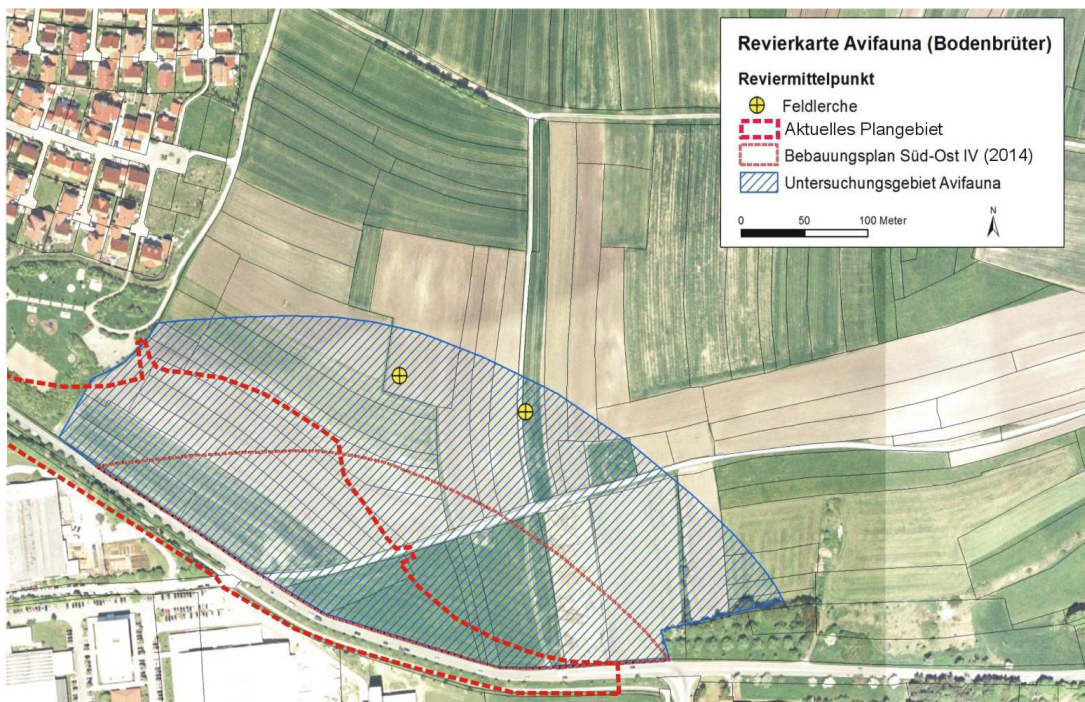 Revierkarte Avifauna (Bodenbrüter)
Reviermittelpunkt
Feldlerche
Aktuelles Plangebiet
Bebauungsplan Süd-Ost IV (2014)
Untersuchungsgebiet Avifauna
0 50 100 Meter
N